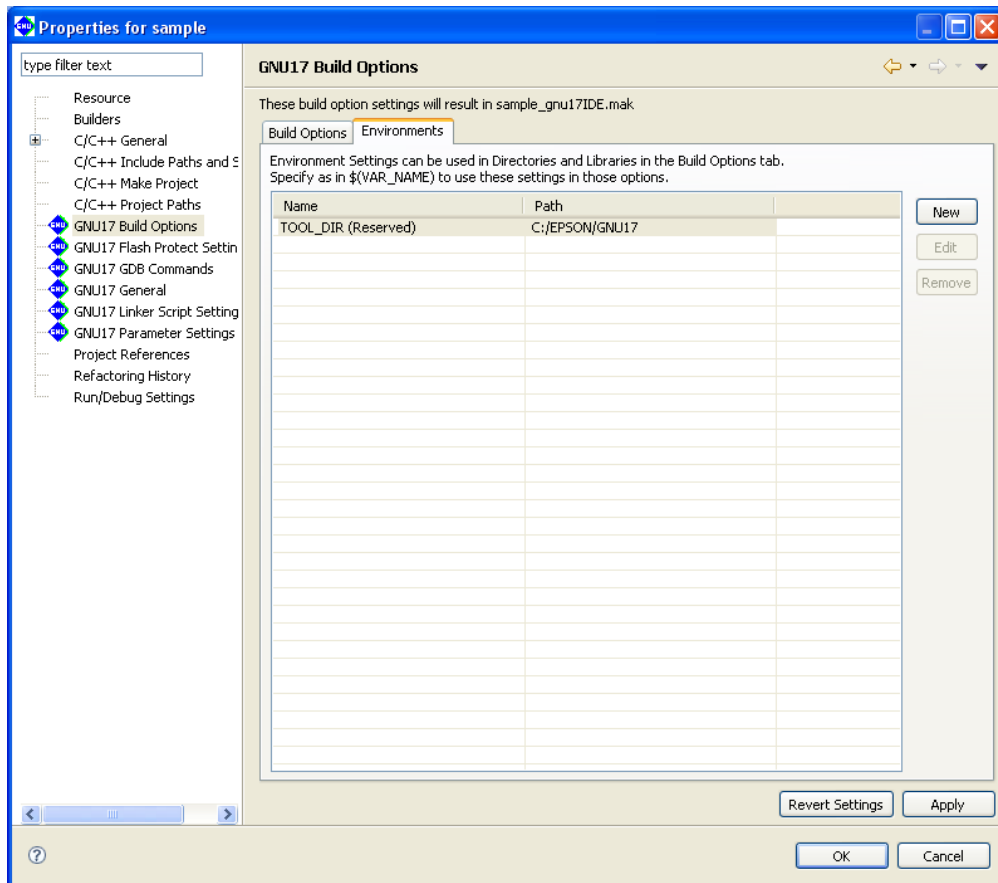 Properties for sample
type filter text
Resource
Builders
C/C++ General
C/C++ Include Paths and S
C/C++ Make Project
C/C++ Project Paths
GNU17 Build Options
GNU17 Flash Protect Settin
GNU17 GDB Commands
GNU17 General
GNU17 Linker Script Setting
GNU17 Parameter Settings
Project References
Refactoring History
Run/Debug Settings
GNU17 Build Options
These build option settings will result in sample_gnu17IDE.mak
Build Options Environments
Environment Settings can be used in Directories and Libraries in the Build Options tab.
Specify as in $(VAR_NAME) to use these settings in those options.
Name Path
TOOL_DIR (Reserved) C:/EPSON/GNU17
New
Edit
Remove
Revert Settings Apply
OK Cancel